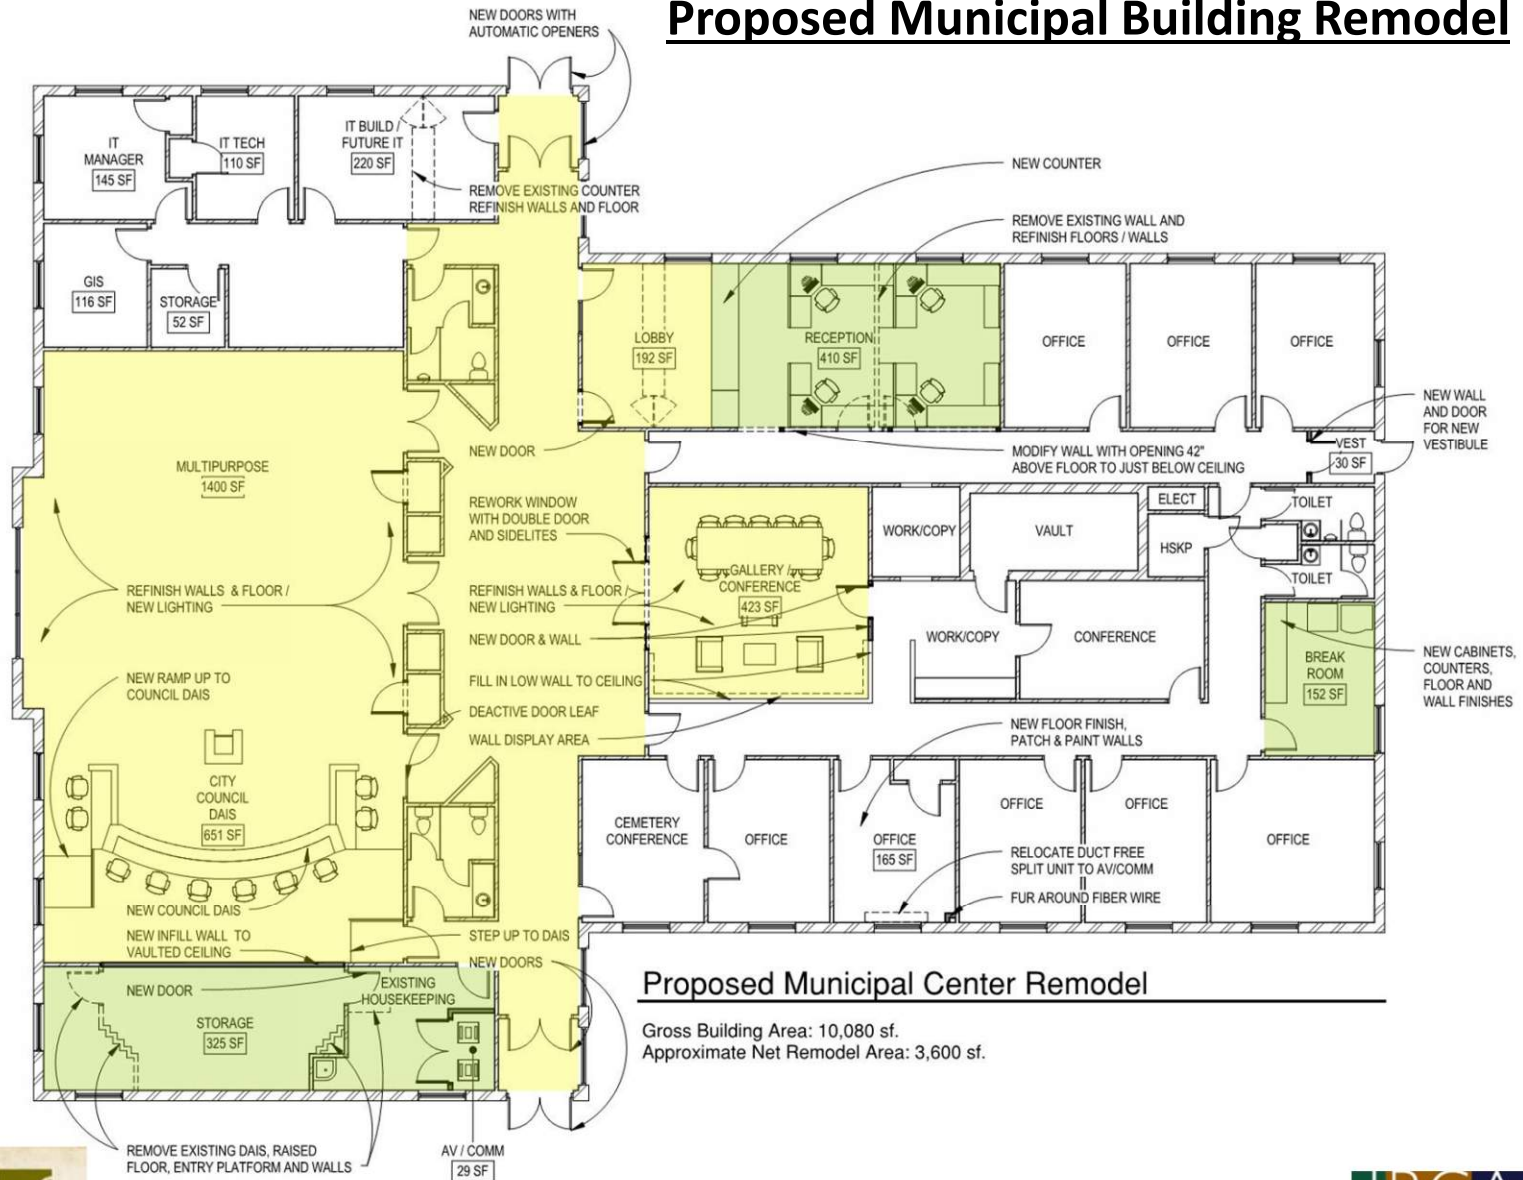 Proposed Municipal Building Remodel
NEW DOORS WITH
AUTOMATIC OPENERS
IT
MANAGER
145 SF
IT TECH
110 SF
IT BUILD /
FUTURE IT
220 SF
REMOVE EXISTING COUNTER
REFINISH WALLS AND FLOOR
NEW COUNTER
REMOVE EXISTING WALL AND
REFINISH FLOORS / WALLS
GIS
116 SF
STORAGE
52 SF
LOBBY
192 SF
RECEPTION
410 SF
OFFICE
OFFICE
OFFICE
NEW WALL
AND DOOR
FOR NEW
VESTIBULE
NEW DOOR
MODIFY WALL WITH OPENING 42"
ABOVE FLOOR TO JUST BELOW CEILING
VEST
30 SF
MULTIPURPOSE
1400 SF
REWORK WINDOW
WITH DOUBLE DOOR
AND SIDELITES
WORK/COPY
VAULT
ELECT
HSKP
TOILET
TOILET
GALLERY /
CONFERENCE
423 SF
REFINISH WALLS & FLOOR /
NEW LIGHTING
REFINISH WALLS & FLOOR /
NEW LIGHTING
NEW DOOR & WALL
WORK/COPY
CONFERENCE
BREAK
ROOM
152 SF
NEW CABINETS,
COUNTERS,
FLOOR AND
WALL FINISHES
NEW RAMP UP TO
COUNCIL DAIS
FILL IN LOW WALL TO CEILING
DEACTIVE DOOR LEAF
WALL DISPLAY AREA
NEW FLOOR FINISH,
PATCH & PAINT WALLS
CITY
COUNCIL
DAIS
651 SF
CEMETERY
CONFERENCE
OFFICE
OFFICE
165 SF
OFFICE
OFFICE
OFFICE
RELOCATE DUCT FREE
SPLIT UNIT TO AV/COMM
FUR AROUND FIBER WIRE
NEW COUNCIL DAIS
NEW INFILL WALL TO
VAULTED CEILING
STEP UP TO DAIS
NEW DOORS
NEW DOOR
EXISTING
HOUSEKEEPING
STORAGE
325 SF
Proposed Municipal Center Remodel
Gross Building Area: 10,080 sf.
Approximate Net Remodel Area: 3,600 sf.
REMOVE EXISTING DAIS, RAISED
FLOOR, ENTRY PLATFORM AND WALLS
AV / COMM
29 SF